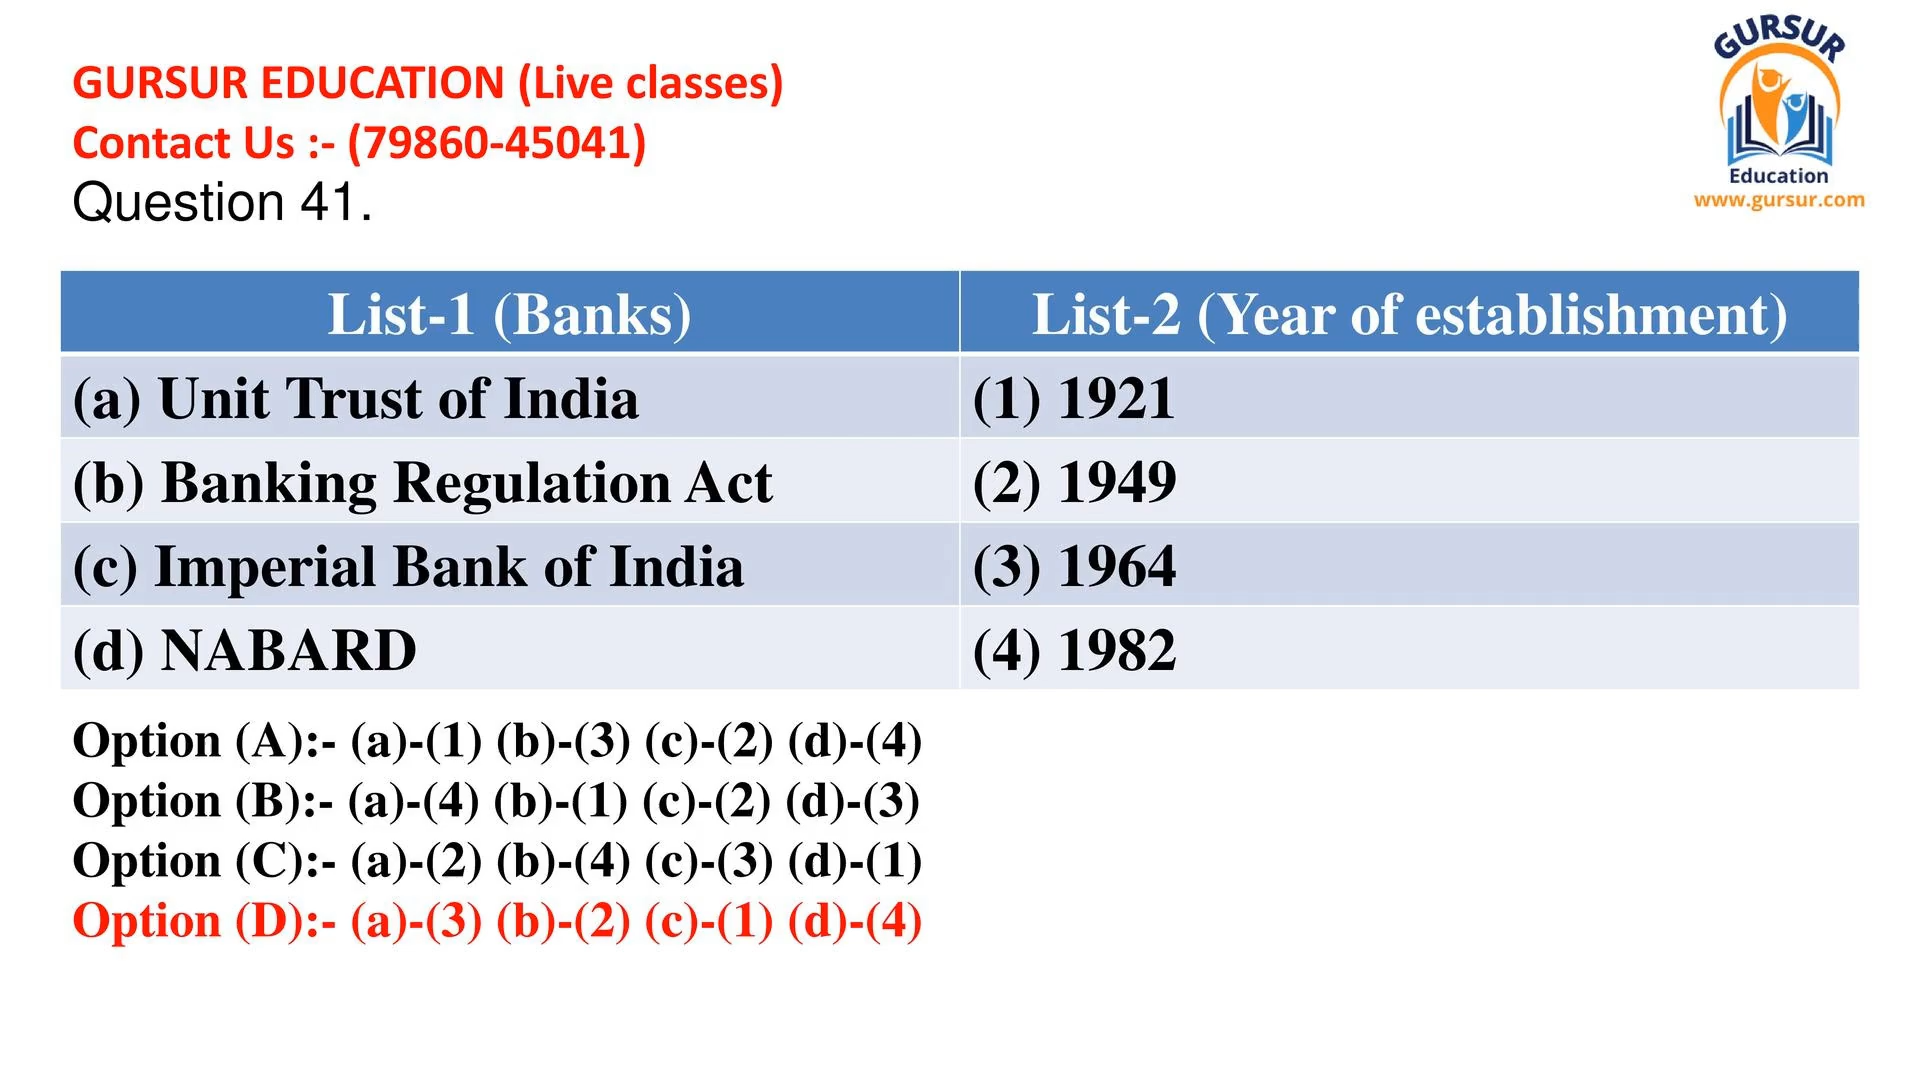 GURSUR EDUCATION (Live classes)
Contact Us :- (79860-45041)
Question 41.
GURSUR
Education
www.gursur.com
List-1 (Banks) List-2 (Year of establishment)
(a) Unit Trust of India (1) 1921
(b) Banking Regulation Act (2) 1949
(c) Imperial Bank of India (3) 1964
(d) NABARD (4) 1982
Option (A):- (a)-(1) (b)-(3) (c)-(2) (d)-(4)
Option (B):- (a)-(4) (b)-(1) (c)-(2) (d)-(3)
Option (C):- (a)-(2) (b)-(4) (c)-(3) (d)-(1)
Option (D):- (a)-(3) (b)-(2) (c)-(1) (d)-(4)